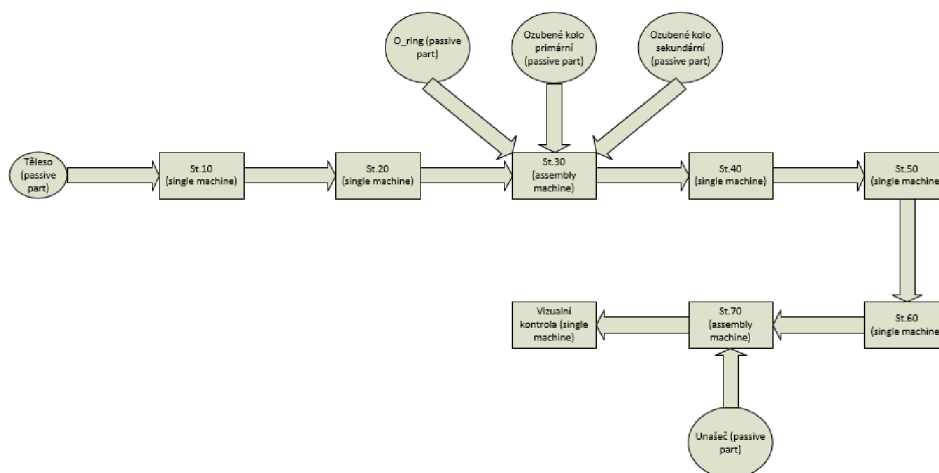 O_ring (passive
part)
Ozubené kolo
primární
(passive part)
Ozubené kolo
sekundární
(passive part)
Těleso
(passive
part)
St.10
(single machine)
St.20
(single machine)
St.30
(assembly
machine)
St.40
(single machine)
St.50
(single machine)
Vizualní
kontrola (single
machine)
St.70
(assembly
machine)
St.60
(single machine)
Unašeč (passive
part)